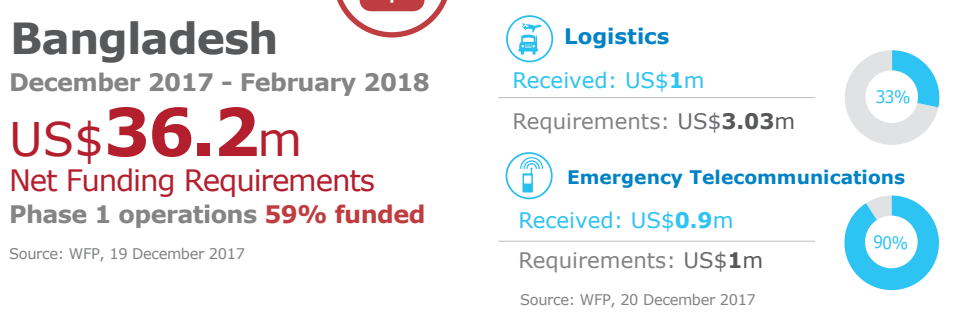 Bangladesh
December 2017 - February 2018
US$36.2m
Net Funding Requirements
Phase 1 operations 59% funded
Source: WFP, 19 December 2017
Logistics
Received: US$1m
Requirements: US$3.03m
33%
Emergency Telecommunications
Received: US$0.9m
Requirements: US$1m
90%
Source: WFP, 20 December 2017